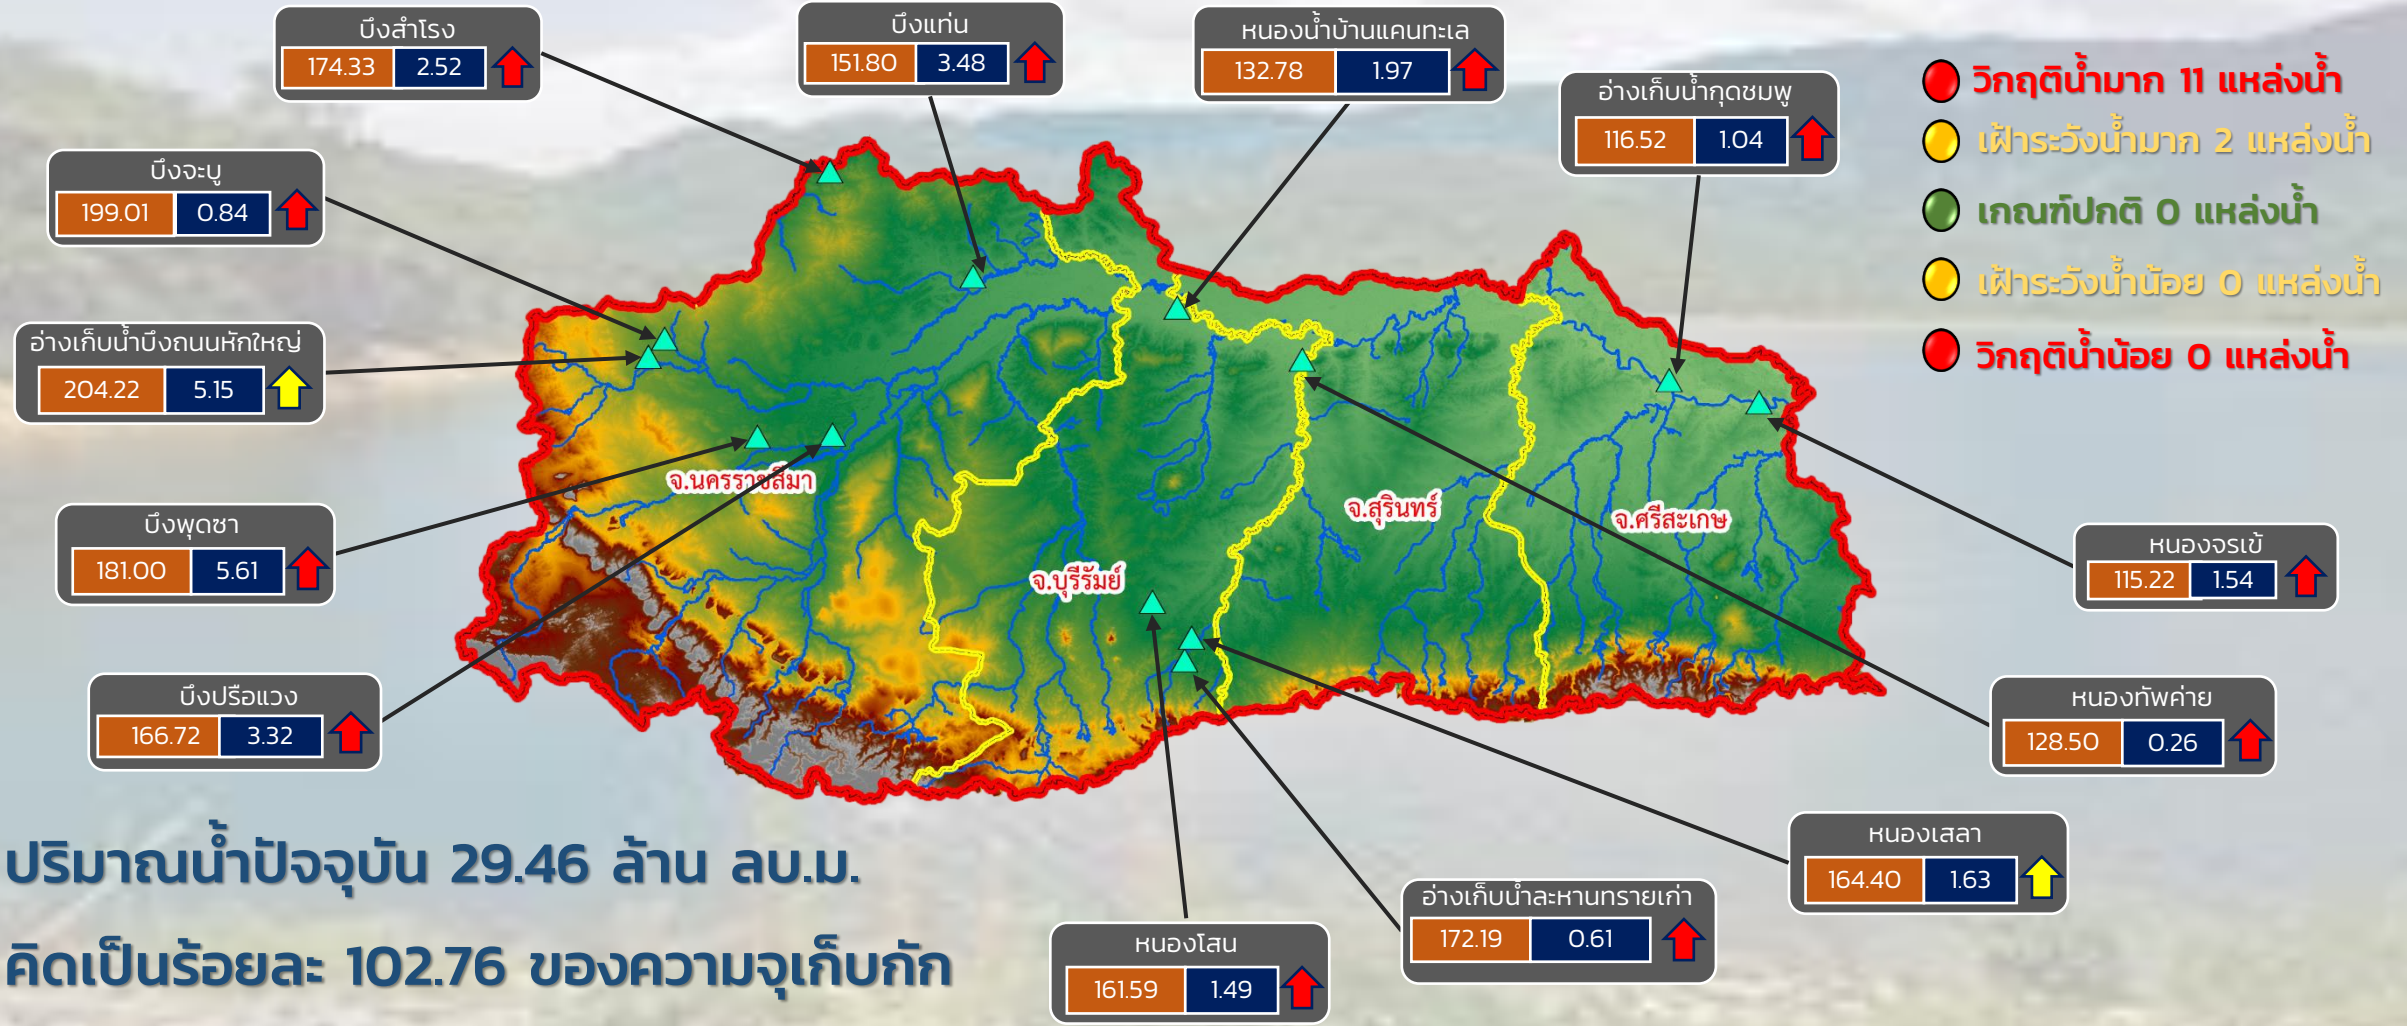 บึงสำโรง
174.33 2.52
บึงแท่น
151.80 3.48
หนองน้ำบ้านแคนทะเล
132.78 1.97
อ่างเก็บน้ำกุดชมพู
116.52 1.04
วิกฤติน้ำมาก 11 แหล่งน้ำ
เฝ้าระวังน้ำมาก 2 แหล่งน้ำ
เกณฑ์ปกติ 0 แหล่งน้ำ
เฝ้าระวังน้ำน้อย 0 แหล่งน้ำ
วิกฤติน้ำน้อย 0 แหล่งน้ำ
บึงจะบู
199.01 0.84
อ่างเก็บน้ำบึงถนนหักใหญ่
204.22 5.15
บึงพุดซา
181.00 5.61
บึงปรือแวง
166.72 3.32
จ.นครราชสีมา
จ.บุรีรัมย์
จ.สุรินทร์
จ.ศรีสะเกษ
หนองจรเข้
115.22 1.54
หนองทัพค่าย
128.50 0.26
หนองเสลา
164.40 1.63
อ่างเก็บน้ำละหานทรายเก่า
172.19 0.61
หนองโสน
161.59 1.49
ปริมาณน้ำปัจจุบัน 29.46 ล้าน ลบ.ม.
คิดเป็นร้อยละ 102.76 ของความจุเก็บกัก